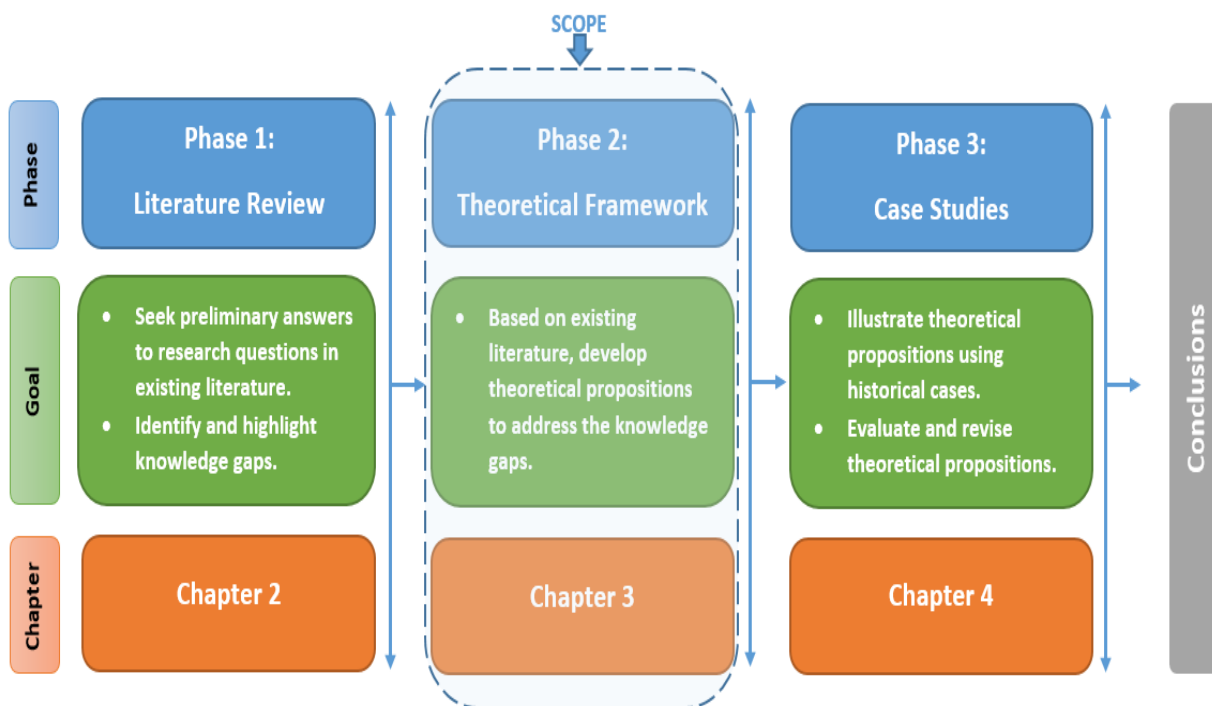 SCOPE
Phase
Phase 1:
Literature Review
Phase 2:
Theoretical Framework
Phase 3:
Case Studies
Goal
• Seek preliminary answers
to research questions in
existing literature.
• Identify and highlight
knowledge gaps.
• Based on existing
literature, develop
theoretical propositions
to address the knowledge
gaps.
• Illustrate theoretical
propositions using
historical cases.
• Evaluate and revise
theoretical propositions.
Chapter
Chapter 2
Chapter 3
Chapter 4
Conclusions